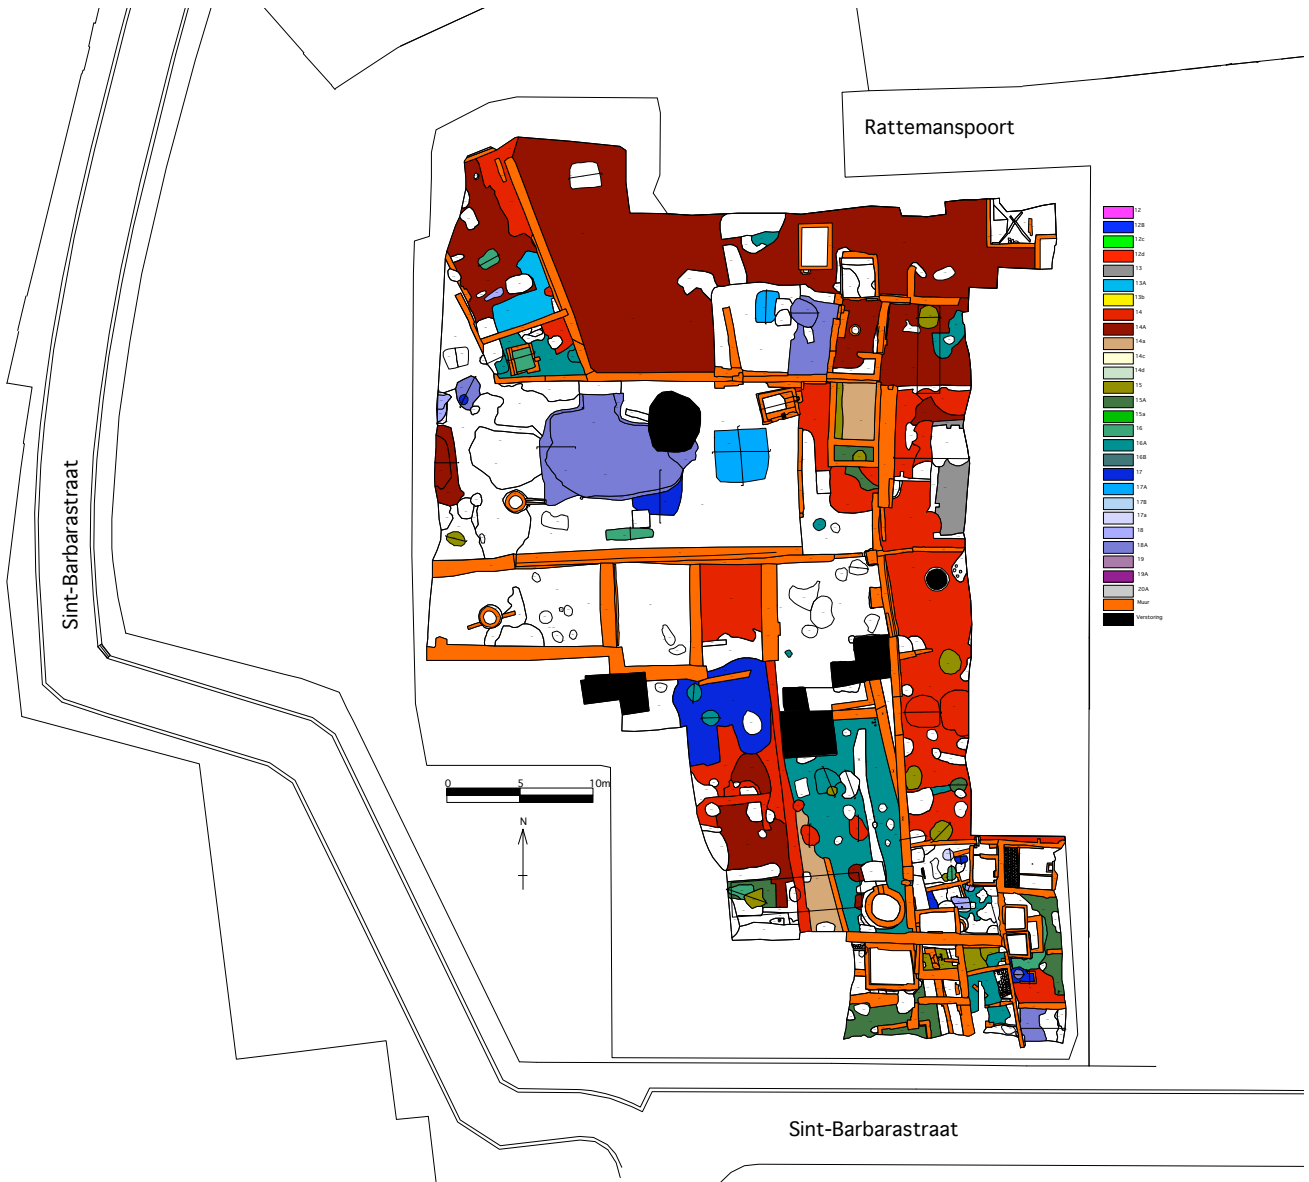 Rattemanspoort
12
12B
12c
12d
13
13A
13b
14
14A
14a
14c
14d
15
15A
15a
16
16A
16B
17
17A
17B
17a
18
18A
19
19A
20A
Muur
Verstoring
Sint-Barbarastraat
0 5 10m
N
Sint-Barbarastraat